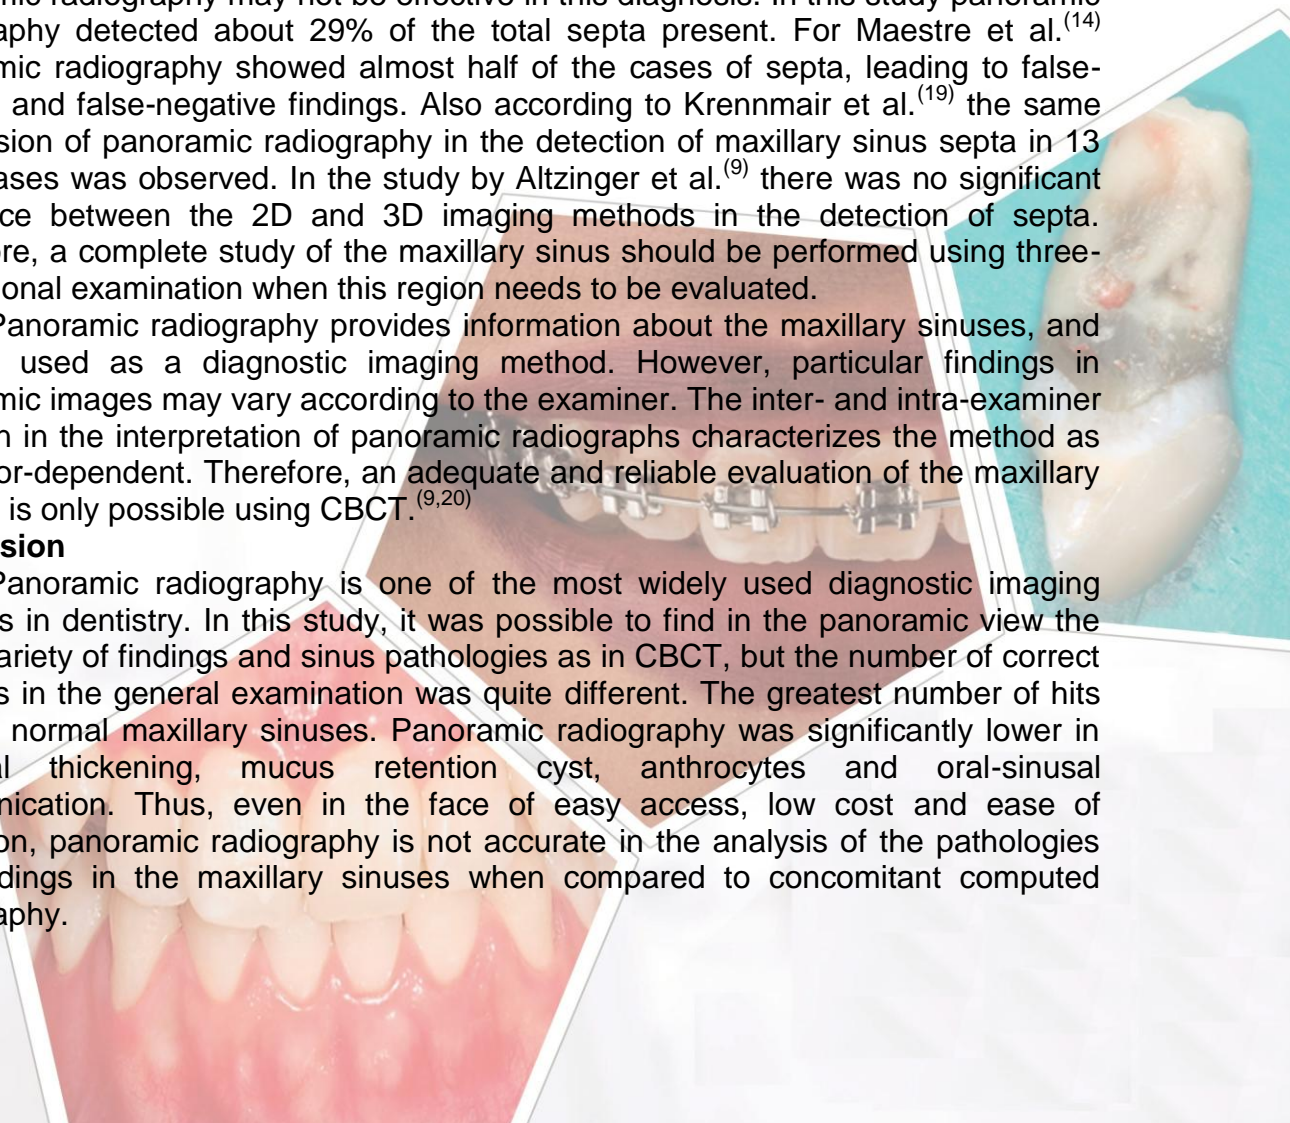 mic radiography may not be effective in this diagnosis. In this study panoramic
aphy detected about 29% of the total septa present. For Maestre et al.(14)
mic radiography showed almost half of the cases of septa, leading to false-
and false-negative findings. Also according to Krennmair et al.(19) the same
sion of panoramic radiography in the detection of maxillary sinus septa in 13
ases was observed. In the study by Altzinger et al.(9) there was no significant
ce between the 2D and 3D imaging methods in the detection of septa.
re, a complete study of the maxillary sinus should be performed using three-
onal examination when this region needs to be evaluated.
Panoramic radiography provides information about the maxillary sinuses, and
used as a diagnostic imaging method. However, particular findings in
mic images may vary according to the examiner. The inter- and intra-examiner
n in the interpretation of panoramic radiographs characterizes the method as
or-dependent. Therefore, an adequate and reliable evaluation of the maxillary
is only possible using CBCT.(9,20)
sion
Panoramic radiography is one of the most widely used diagnostic imaging
s in dentistry. In this study, it was possible to find in the panoramic view the
ariety of findings and sinus pathologies as in CBCT, but the number of correct
s in the general examination was quite different. The greatest number of hits
normal maxillary sinuses. Panoramic radiography was significantly lower in
l thickening, mucus retention cyst, anthrocytes and oral-sinusal
nication. Thus, even in the face of easy access, low cost and ease of
on, panoramic radiography is not accurate in the analysis of the pathologies
dings in the maxillary sinuses when compared to concomitant computed
aphy.